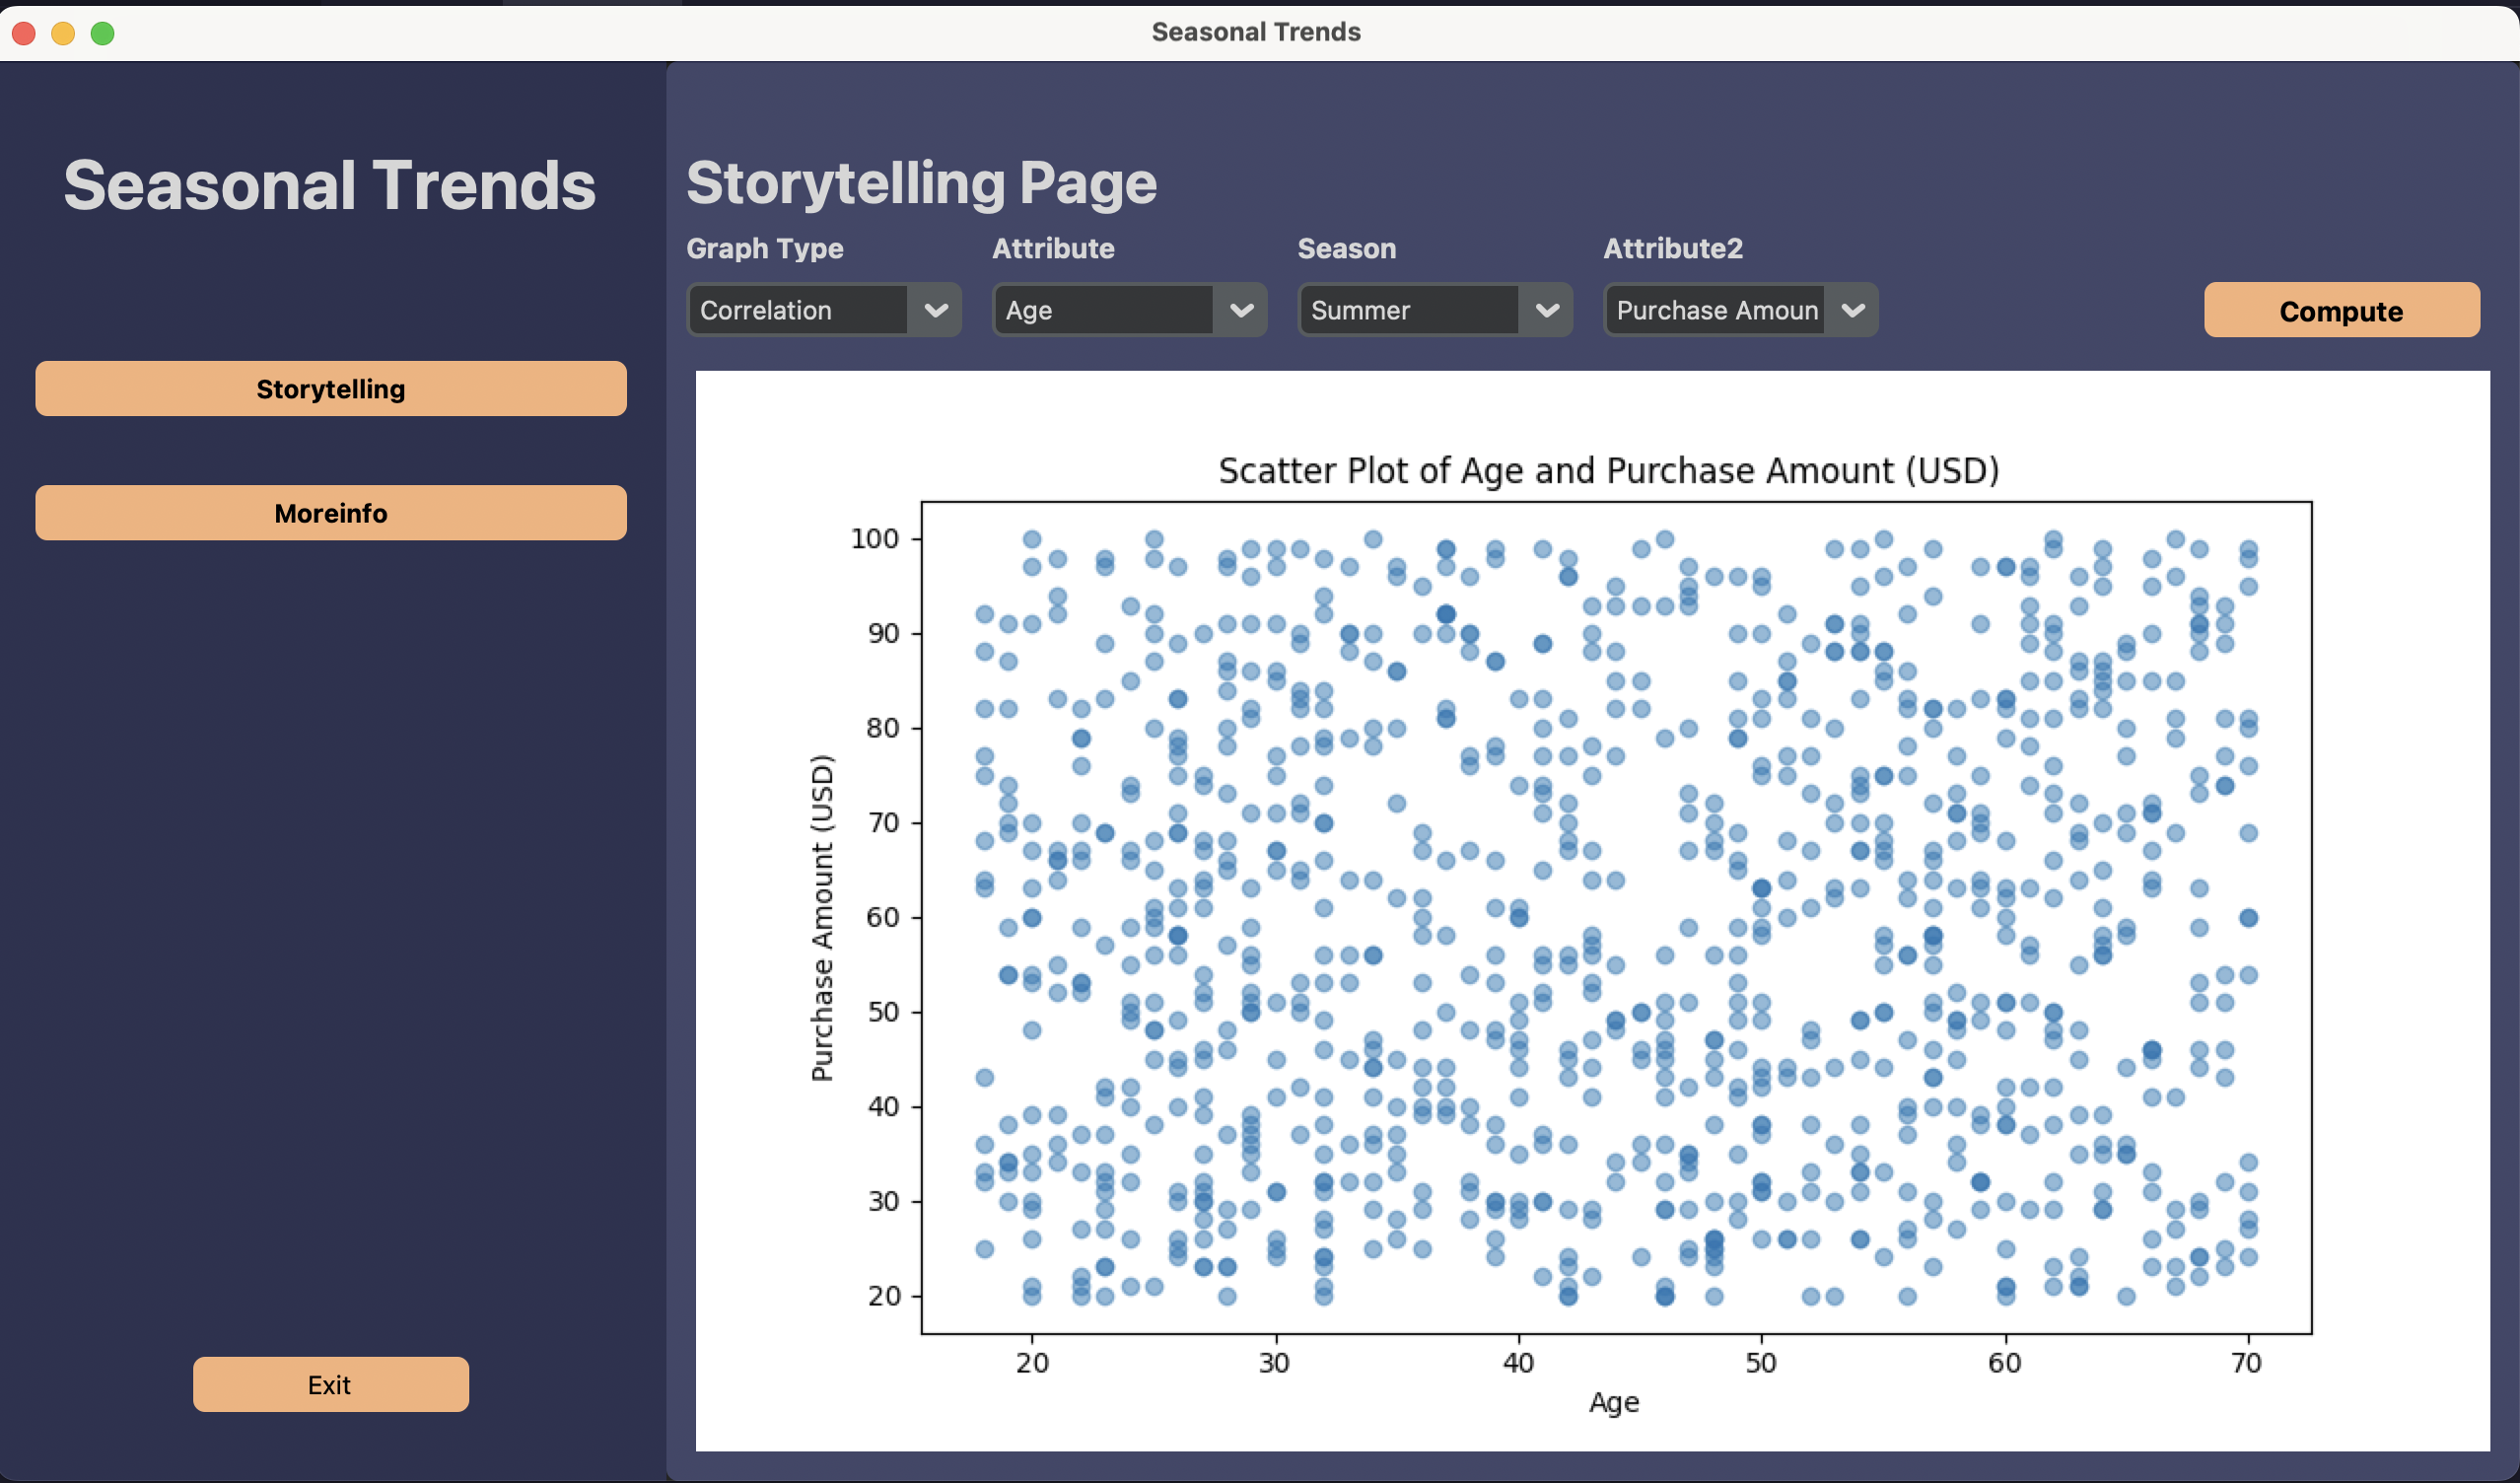 Seasonal Trends
Seasonal Trends
Storytelling
Moreinfo
Exit
Storytelling Page
Graph Type
Attribute
Season
Attribute2
Correlation
Age
Summer
Purchase Amoun
Compute
Scatter Plot of Age and Purchase Amount (USD)
Purchase Amount (USD)
100
90
80
70
60
50
40
30
20
20
30
40
50
60
70
Age